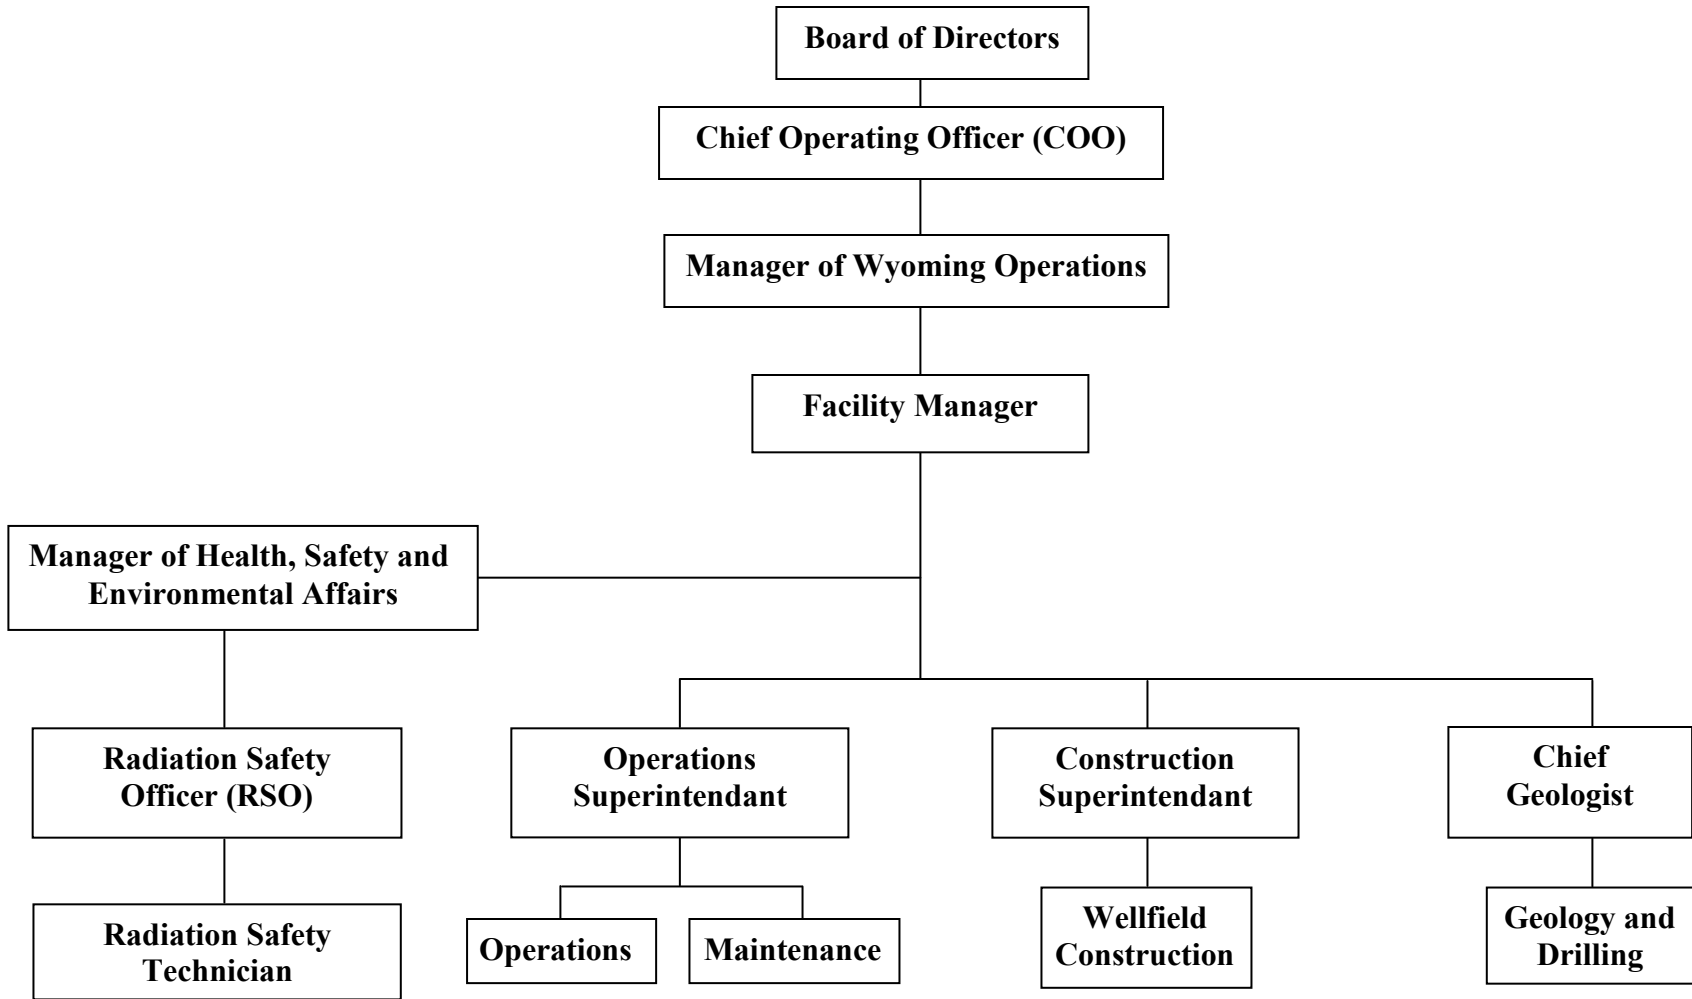 Board of Directors
Chief Operating Officer (COO)
Manager of Wyoming Operations
Facility Manager
Manager of Health, Safety and
Environmental Affairs
Radiation Safety
Officer (RSO)
Operations
Superintendant
Construction
Superintendant
Chief
Geologist
Radiation Safety
Technician
Operations
Maintenance
Wellfield
Construction
Geology and
Drilling